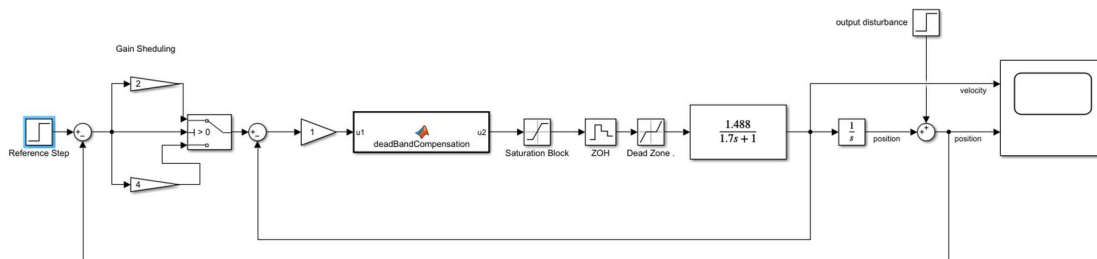 output disturbance
Gain Sheduling
2
velocity
> 0
1
u1
u2
1.488
1.7s + 1
1
s
deadBandCompensation
position
position
Reference Step
Saturation Block
ZOH
Dead Zone .
4